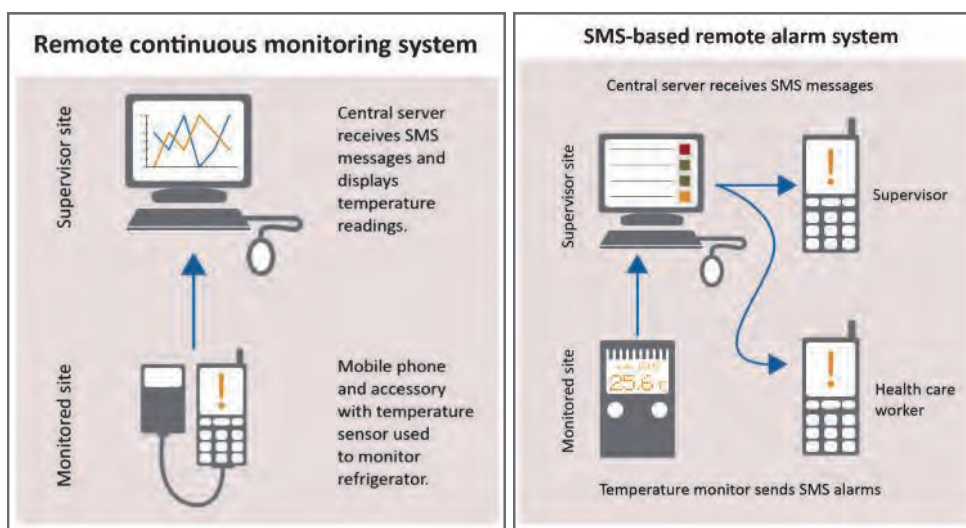 Remote continuous monitoring system
Supervisor site
Central server
receives SMS
messages and
displays
temperature
readings.
Monitored site
Mobile phone
and accessory
with temperature
sensor used
to monitor
refrigerator.
SMS-based remote alarm system
Central server receives SMS messages
Supervisor site
Supervisor
Monitored site
25.6
Health care
worker
Temperature monitor sends SMS alarms